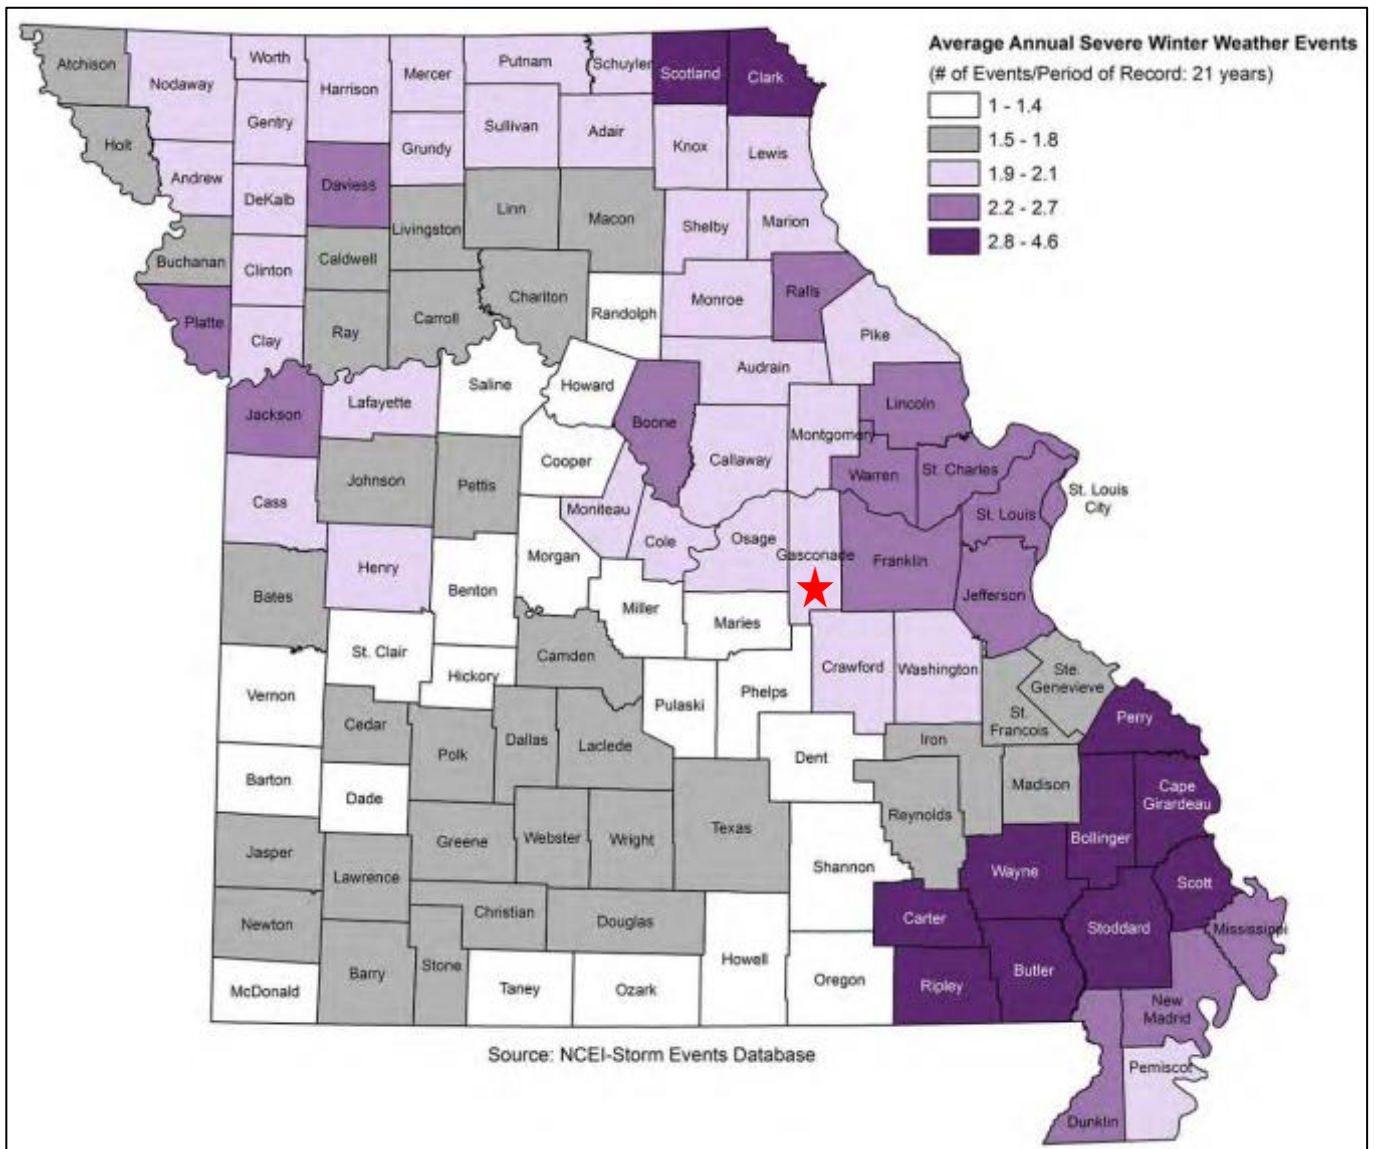 Average Annual Severe Winter Weather Events
(# of Events/Period of Record: 21 years)
1 - 1.4
1.5 - 1.8
1.9 - 2.1
2.2 - 2.7
2.8 - 4.6
Atchison
Nodaway
Worth
Harrison
Mercer
Putnam
Schuyler
Scotland
Clark
Holt
Gentry
Grundy
Sullivan
Adair
Knox
Lewis
Andrew
DeKalb
Daviess
Livingston
Linn
Macon
Shelby
Marion
Buchanan
Clinton
Caldwell
Chariton
Randolph
Monroe
Ralls
Platte
Clay
Ray
Carroll
Pike
Audrain
Saline
Howard
Jackson
Lafayette
Boone
Lincoln
Montgomery
Cooper
Callaway
Warren
St. Charles
Cass
Johnson
Pettis
Moniteau
Cole
Osage
Gasconade
Franklin
St. Louis
St. Louis
City
Henry
Morgan
Bates
Benton
Miller
Maries
Jefferson
St. Clair
Camden
Crawford
Washington
Ste.
Genevieve
Vernon
Hickory
Pulaski
Phelps
St.
Francois
Perry
Cedar
Polk
Dallas
Laclede
Dent
Iron
Barton
Dade
Madison
Cape
Girardeau
Jasper
Greene
Webster
Wright
Texas
Reynolds
Bollinger
Lawrence
Shannon
Wayne
Scott
Newton
Christian
Douglas
Carter
Stoddard
Mississippi
McDonald
Barry
Stone
Taney
Ozark
Howell
Oregon
Ripley
Butler
New
Madrid
Pemiscot
Dunklin
Source: NCEI-Storm Events Database